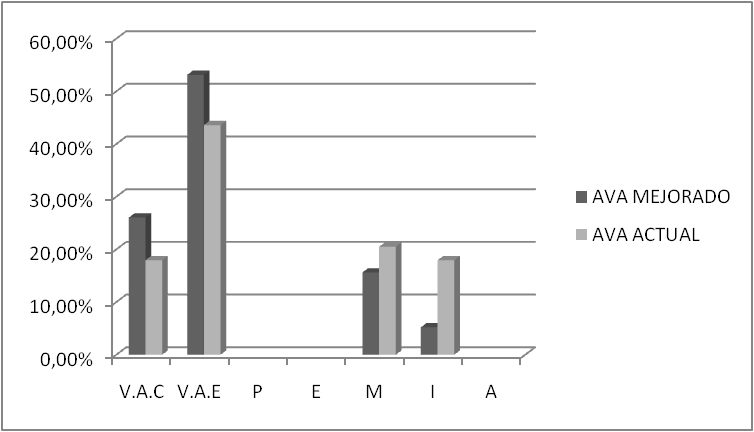 60,00%
50,00%
40,00%
30,00%
20,00%
10,00%
0,00%
V.A.C V.A.E P E M I A
AVA MEJORADO
AVA ACTUAL